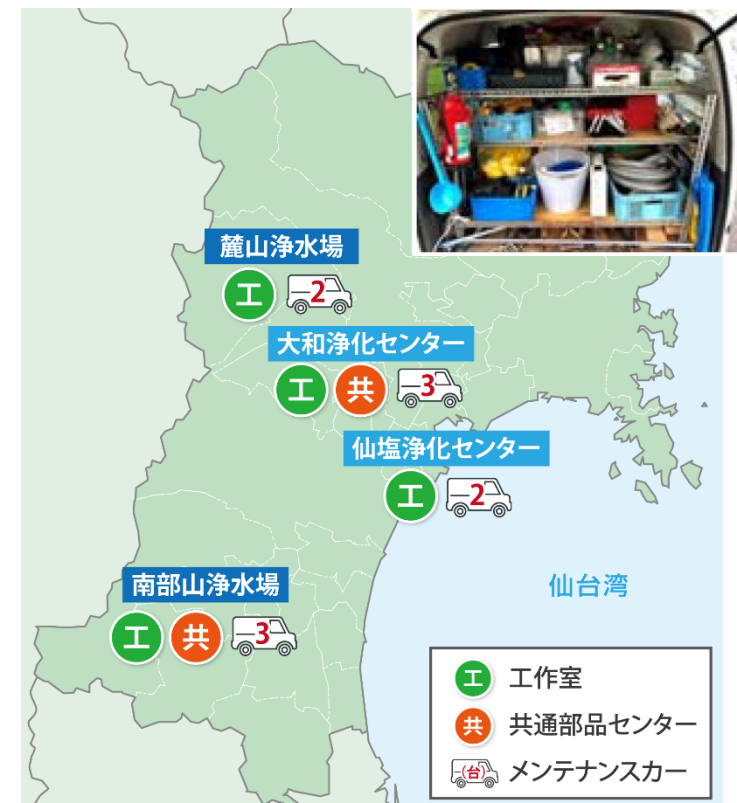 麓山浄水場
工 2
大和浄化センター
工 共 3
仙塩浄化センター
工 2
仙台湾
南部山浄水場
工 共 3
工 工作室
共 共通部品センター
(台) メンテナンスカー